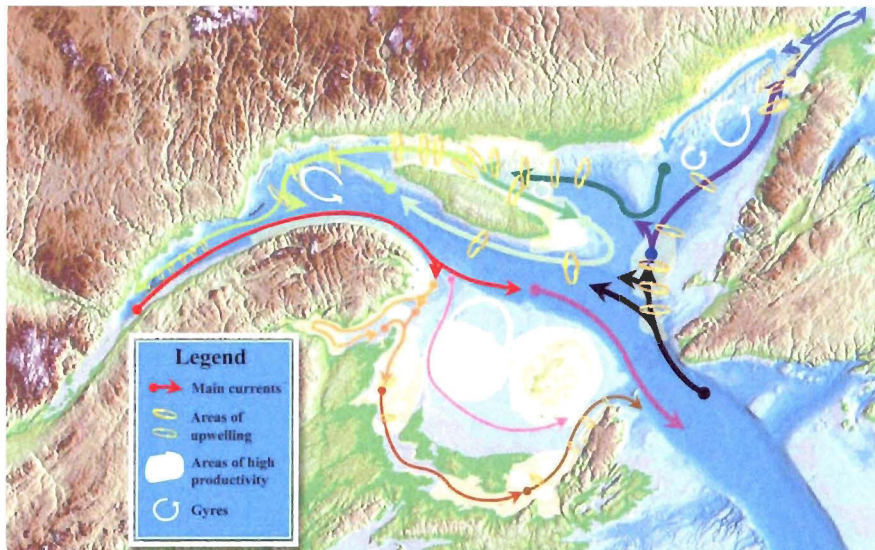 Legend
Main currents
Areas of
upwelling
Areas of high
productivity
Gyres